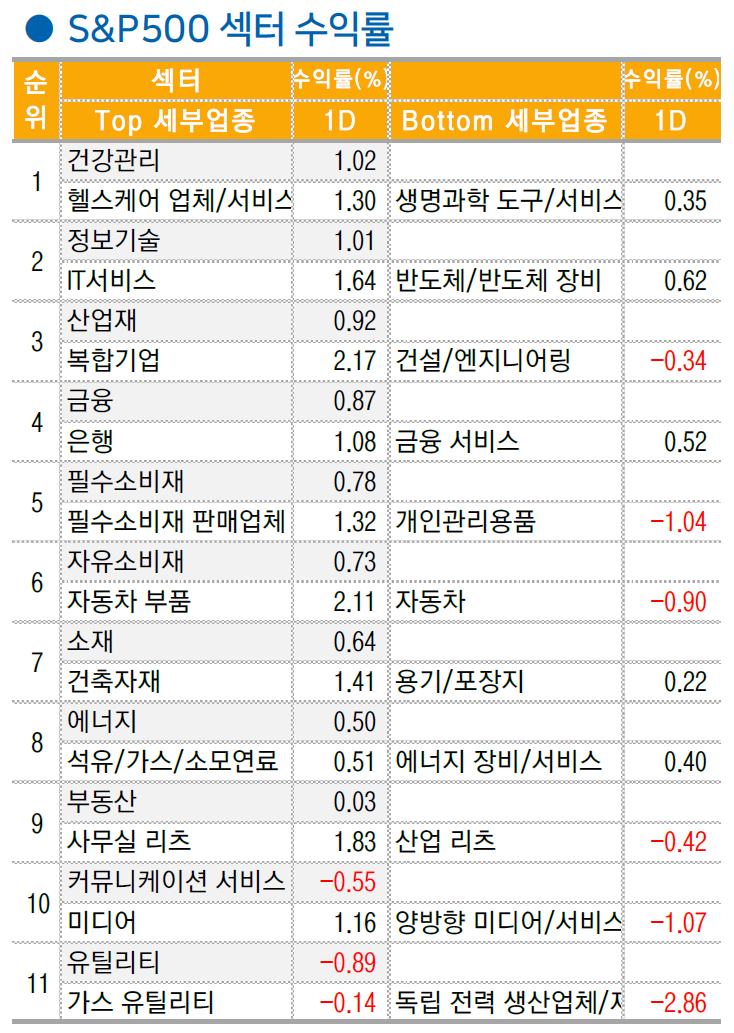 ● S&P500 섹터 수익률
순위 섹터 수익률(%) 수익률(%)
Top 세부업종 1D Bottom 세부업종 1D
1 건강관리 1.02
헬스케어 업체/서비스 1.30 생명과학 도구/서비스 0.35
2 정보기술 1.01
IT서비스 1.64 반도체/반도체 장비 0.62
3 산업재 0.92
복합기업 2.17 건설/엔지니어링 -0.34
4 금융 0.87
은행 1.08 금융 서비스 0.52
5 필수소비재 0.78
필수소비재 판매업체 1.32 개인관리용품 -1.04
6 자유소비재 0.73
자동차 부품 2.11 자동차 -0.90
7 소재 0.64
건축자재 1.41 용기/포장지 0.22
8 에너지 0.50
석유/가스/소모연료 0.51 에너지 장비/서비스 0.40
9 부동산 0.03
사무실 리츠 1.83 산업 리츠 -0.42
10 커뮤니케이션 서비스 -0.55
미디어 1.16 양방향 미디어/서비스 -1.07
11 유틸리티 -0.89
가스 유틸리티 -0.14 독립 전력 생산업체/ -2.86